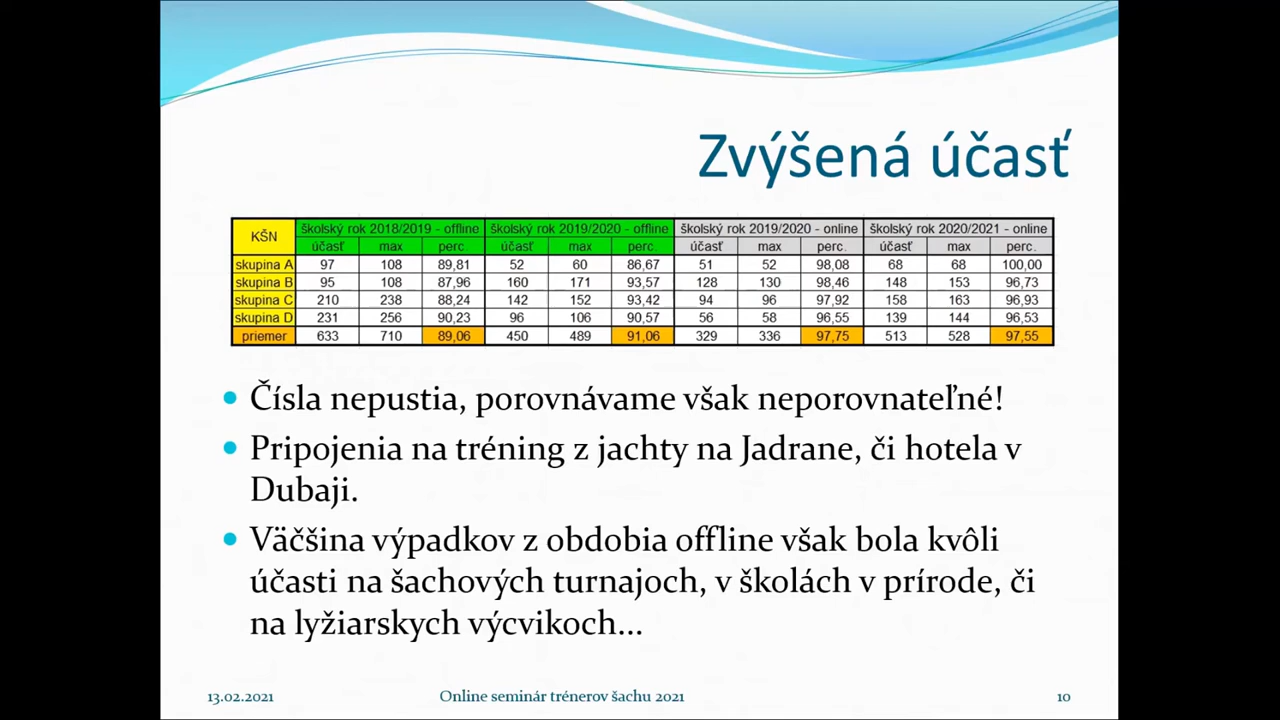 Zvýšená účasť
KŠN školský rok 2018/2019 - offline školský rok 2019/2020 - offline školský rok 2019/2020 - online školský rok 2020/2021 - online
účasť max perc. účasť max perc. účasť max perc. účasť max perc.
skupina A 97 108 89,81 52 60 86,67 51 52 98,08 68 68 100,00
skupina B 95 108 87,96 160 171 93,57 128 130 98,46 148 153 96,73
skupina C 210 238 88,24 142 152 93,42 94 96 97,92 158 163 96,93
skupina D 231 256 90,23 96 106 90,57 56 58 96,55 139 144 96,53
priemer 633 710 89,06 450 489 91,06 329 336 97,75 513 528 97,55
• Čísla nepustia, porovnávame však neporovnateľné!
• Pripojenia na tréning z jachty na Jadrane, či hotela v
Dubaji.
• Väčšina výpadkov z obdobia offline však bola kvôli
účasti na šachových turnajoch, v školách v prírode, či
na lyžiarskych výcvikoch...
13.02.2021 Online seminár trénerov šachu 2021 10